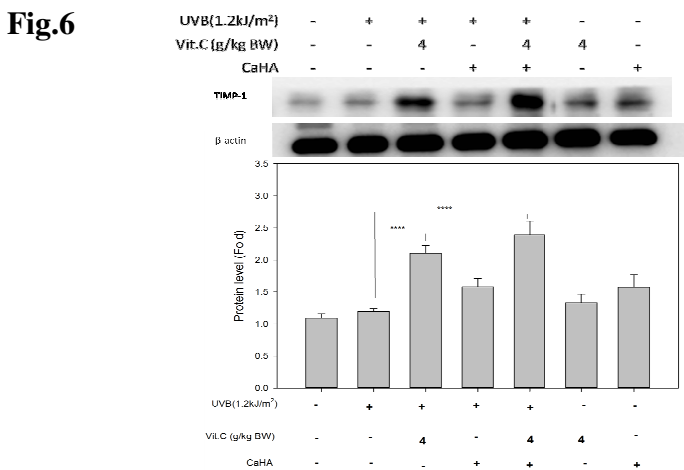 Fig.6
UVB(1.2kJ/m²) - + + + + - -
Vit.C (g/kg BW) - - 4 - 4 4 -
CaHA - - - + + - +
TIMP-1
β actin
3.5
3.0
2.5
2.0
1.5
1.0
0.5
0.0
Protein level (Fold)
****
****
UVB(1.2kJ/m²) - + + + + - -
Vit.C (g/kg BW) - - 4 - 4 4 -
CaHA - - - + + - +